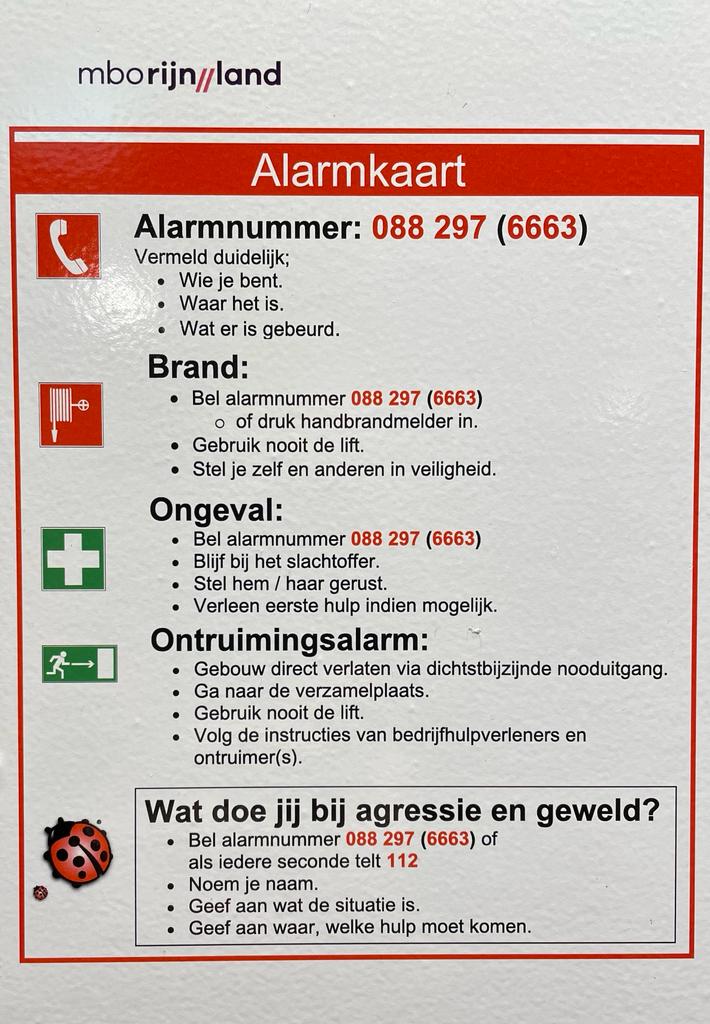 mborijn//land
Alarmkaart
Alarmnummer: 088 297 (6663)
Vermeld duidelijk;
• Wie je bent.
• Waar het is.
• Wat er is gebeurd.
Brand:
• Bel alarmnummer 088 297 (6663)
o of druk handbrandmelder in.
• Gebruik nooit de lift.
• Stel je zelf en anderen in veiligheid.
Ongeval:
• Bel alarmnummer 088 297 (6663)
• Blijf bij het slachtoffer.
• Stel hem / haar gerust.
• Verleen eerste hulp indien mogelijk.
Ontruimingsalarm:
• Gebouw direct verlaten via dichtstbijzijnde nooduitgang.
• Ga naar de verzamelplaats.
• Gebruik nooit de lift.
• Volg de instructies van bedrijfhulpverleners en
ontruimer(s).
Wat doe jij bij agressie en geweld?
• Bel alarmnummer 088 297 (6663) of
als iedere seconde telt 112
• Noem je naam.
• Geef aan wat de situatie is.
• Geef aan waar, welke hulp moet komen.